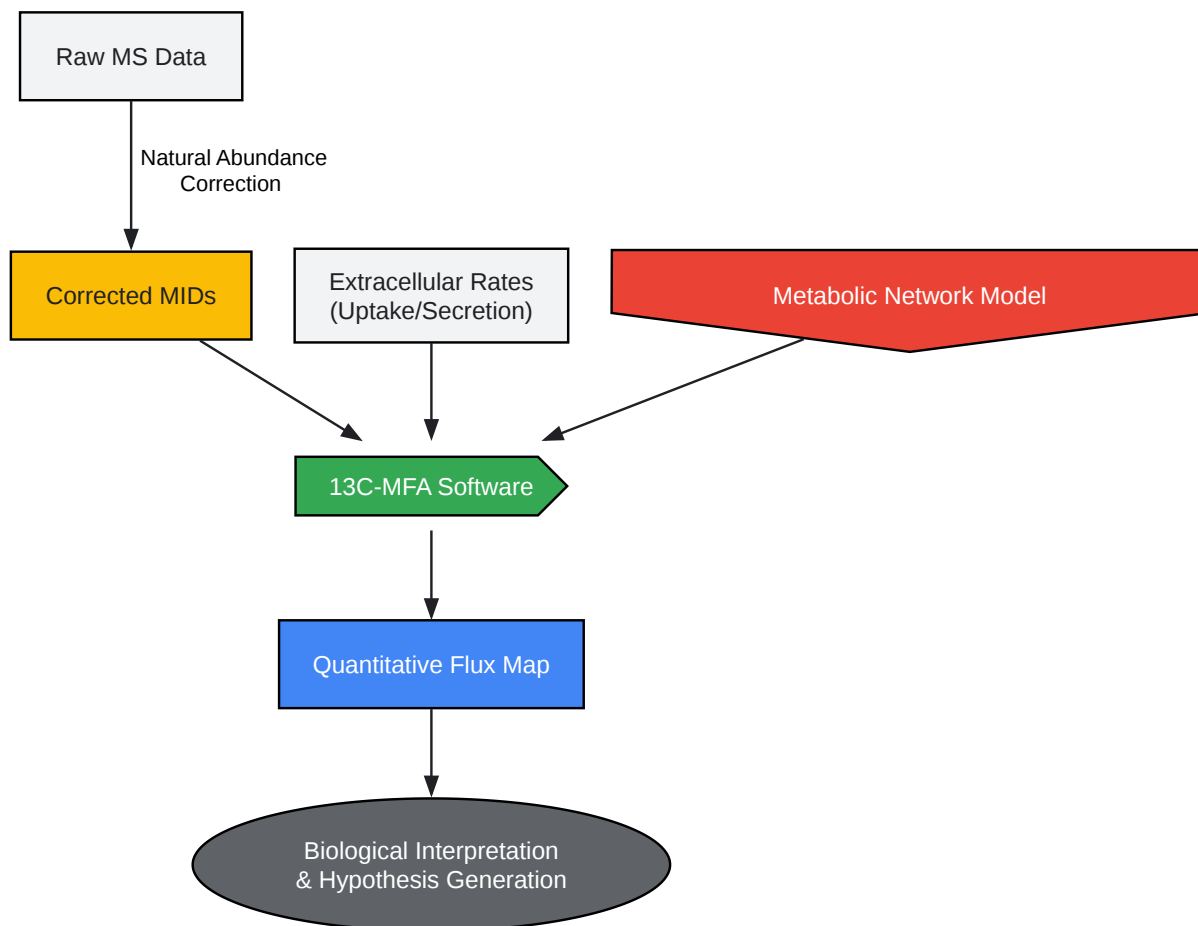 Raw MS Data
Natural Abundance
Correction
Corrected MIDs
Extracellular Rates
(Uptake/Secretion)
Metabolic Network Model
13C-MFA Software
Quantitative Flux Map
Biological Interpretation
& Hypothesis Generation